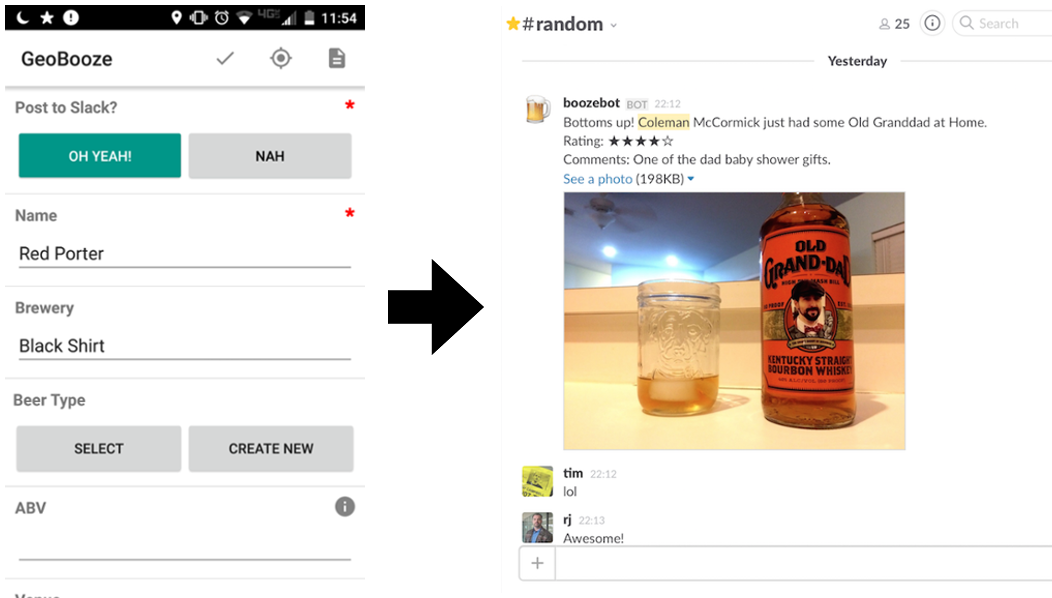 4G 11:54
GeoBooze
Post to Slack? *
OH YEAH!
NAH
Name *
Red Porter
Brewery
Black Shirt
Beer Type
SELECT
CREATE NEW
ABV
#random
25
Search
Yesterday
boozebot BOT 22:12
Bottoms up! Coleman McCormick just had some Old Granddad at Home.
Rating: ★★★★☆
Comments: One of the dad baby shower gifts.
See a photo (198KB)
OLD
GRAND-DAD
KENTUCKY STRAIGHT
BOURBON WHISKEY
tim 22:12
lol
rj 22:13
Awesome!
+